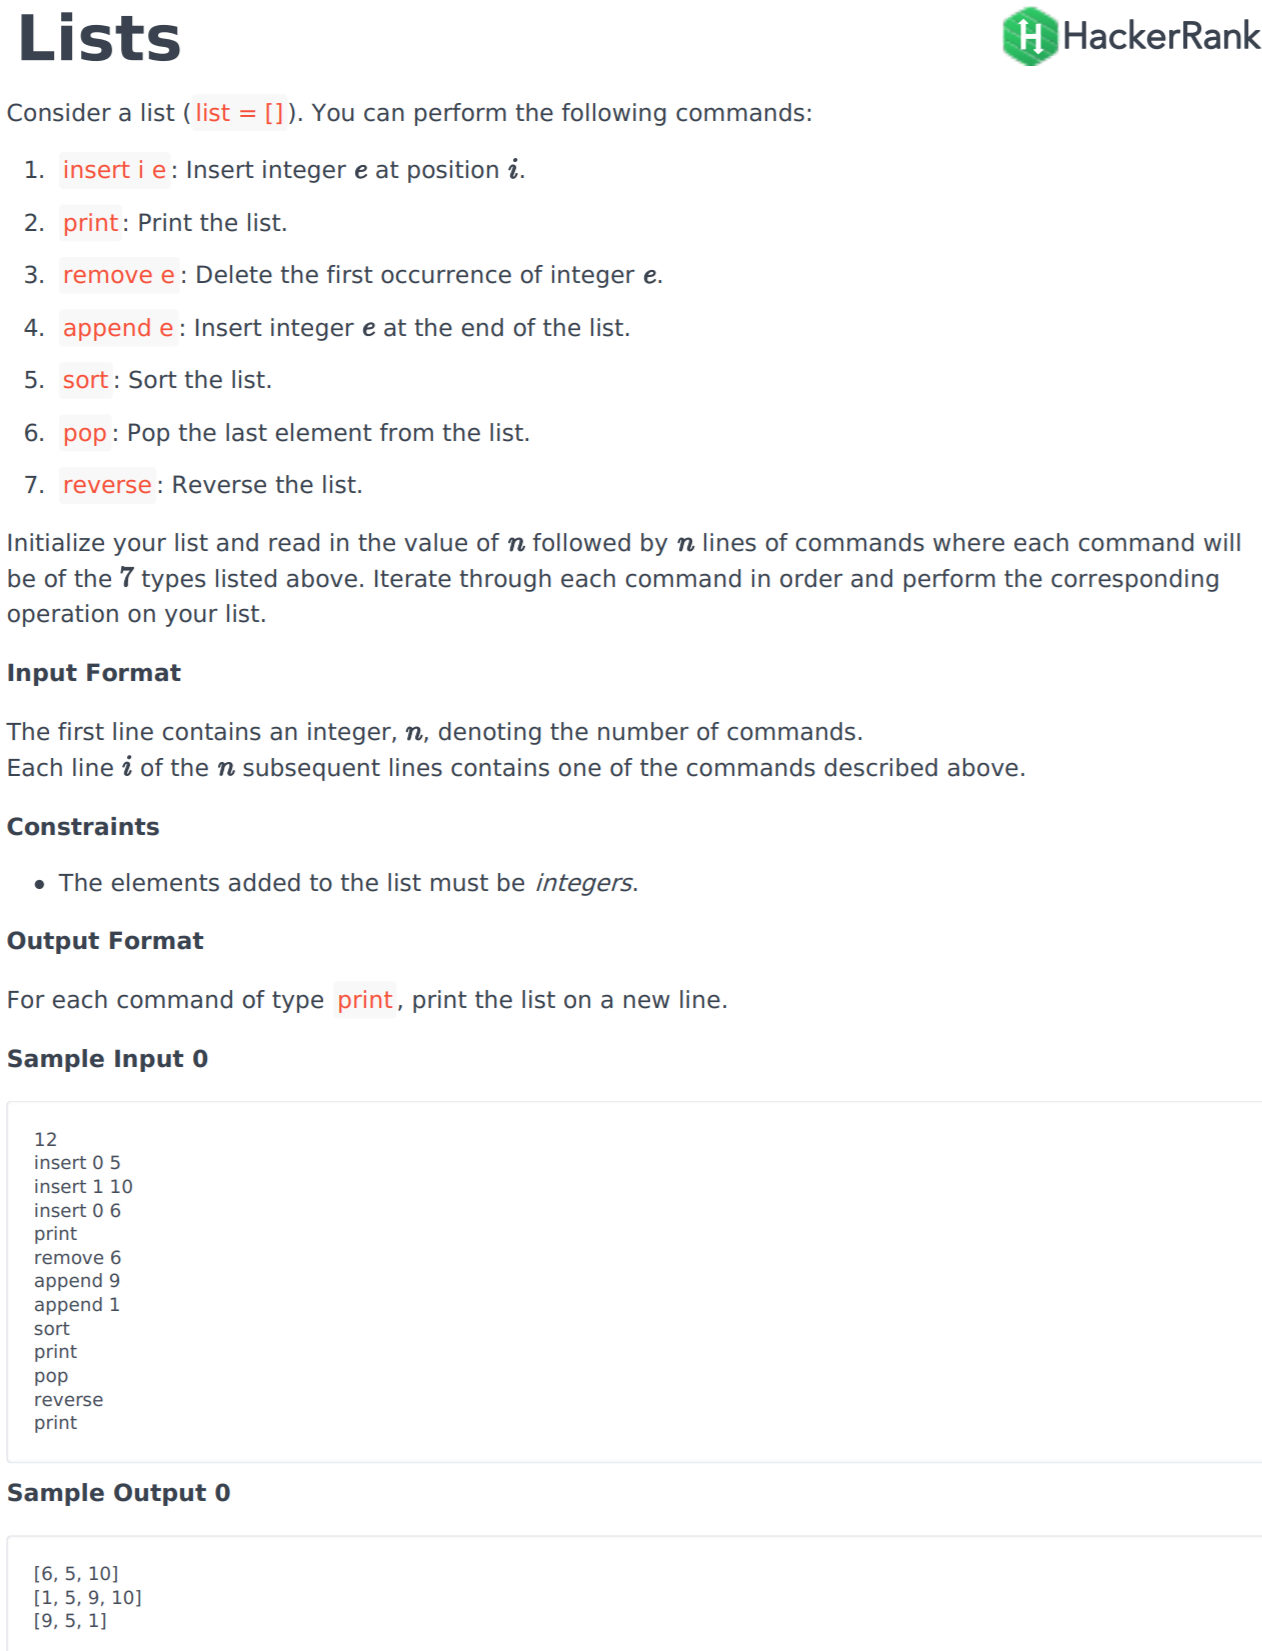 Lists
HackerRank
Consider a list (list = []). You can perform the following commands:
1. insert i e: Insert integer e at position i.
2. print: Print the list.
3. remove e: Delete the first occurrence of integer e.
4. append e: Insert integer e at the end of the list.
5. sort: Sort the list.
6. pop: Pop the last element from the list.
7. reverse: Reverse the list.
Initialize your list and read in the value of n followed by n lines of commands where each command will
be of the 7 types listed above. Iterate through each command in order and perform the corresponding
operation on your list.
Input Format
The first line contains an integer, n, denoting the number of commands.
Each line i of the n subsequent lines contains one of the commands described above.
Constraints
• The elements added to the list must be integers.
Output Format
For each command of type print, print the list on a new line.
Sample Input 0
12
insert 0 5
insert 1 10
insert 0 6
print
remove 6
append 9
append 1
sort
print
pop
reverse
print
Sample Output 0
[6, 5, 10]
[1, 5, 9, 10]
[9, 5, 1]